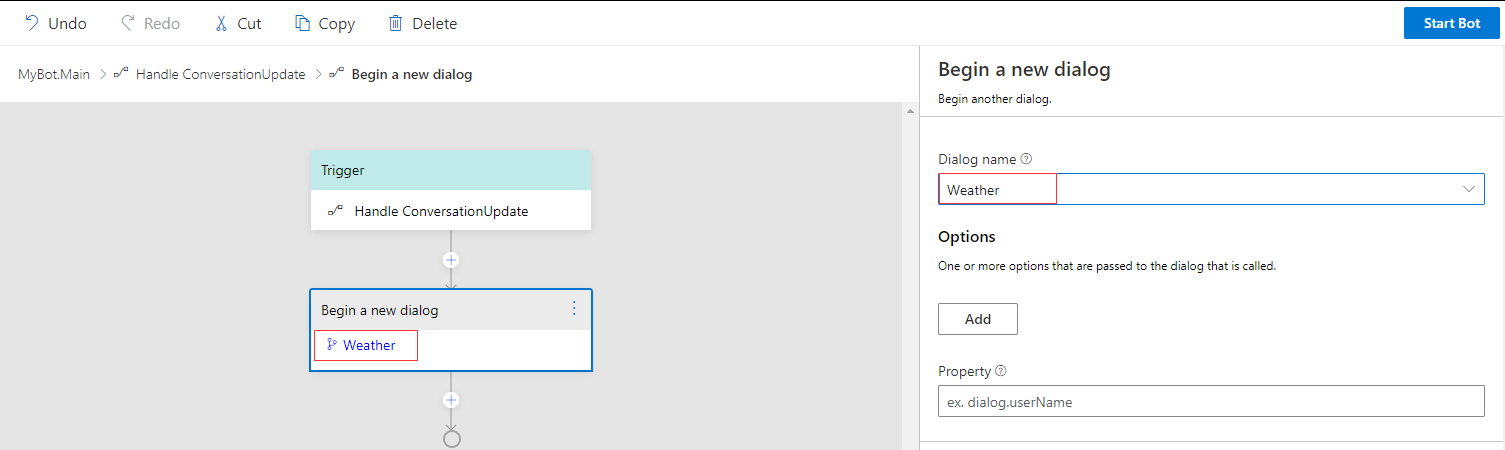 Undo Redo Cut Copy Delete Start Bot
MyBot.Main > Handle ConversationUpdate > Begin a new dialog
Trigger
Handle ConversationUpdate
Begin a new dialog
Weather
Begin a new dialog
Begin another dialog.
Dialog name
Weather
Options
One or more options that are passed to the dialog that is called.
Add
Property
ex. dialog.userName